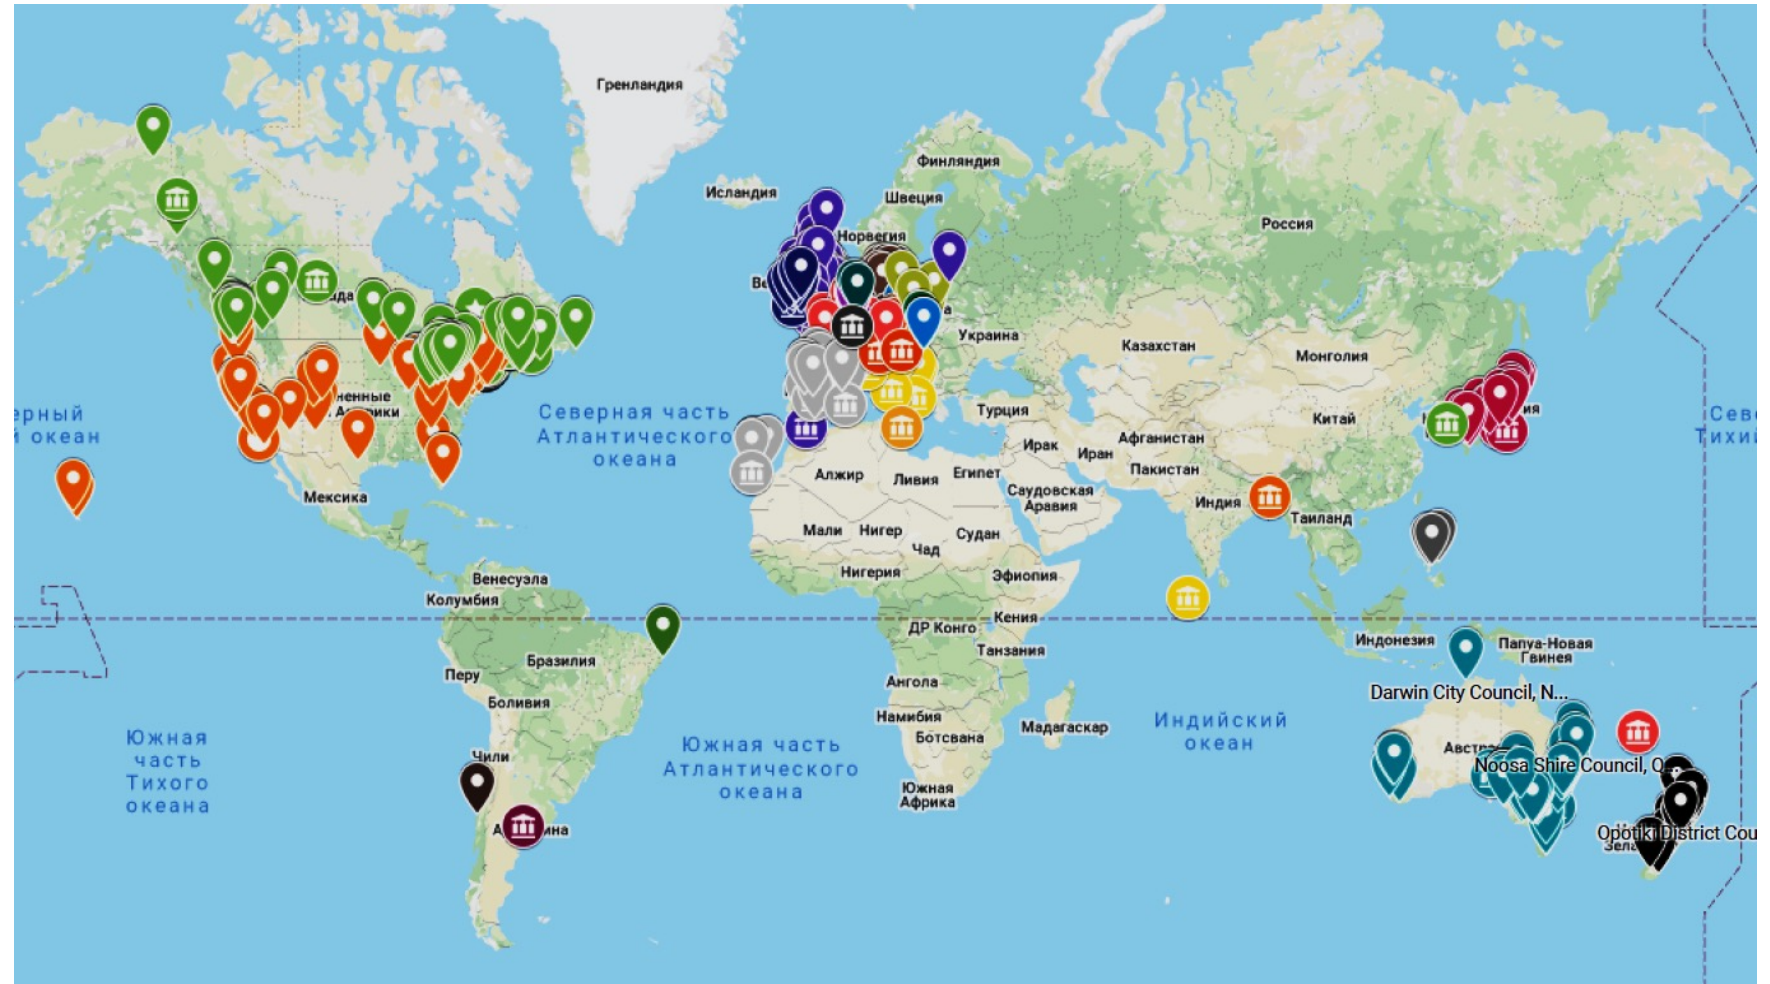 Гренландия
Финляндия
Исландия
Швеция
Россия
Норвегия
Украина
Казахстан
Монголия
Северная часть
Атлантического
океана
океан
Турция
Китай
Ирак
Афганистан
Иран
Пакистан
Алжир
Ливия
Египет
Саудовская
Аравия
Мексика
Индия
Таиланд
Мали
Нигер
Судан
Чад
Нигерия
Эфиопия
Венесуэла
Колумбия
Кения
ДР Конго
Индонезия
Папуа-Новая
Гвинея
Танзания
Бразилия
Перу
Ангола
Darwin City Council, N...
Боливия
Намибия
Мадагаскар
Индийский
океан
Ботсвана
Южная
часть
Тихого
океана
Южная часть
Атлантического
океана
Чили
Noosa Shire Council, Q...
Южная
Африка
Opotiki District Cou